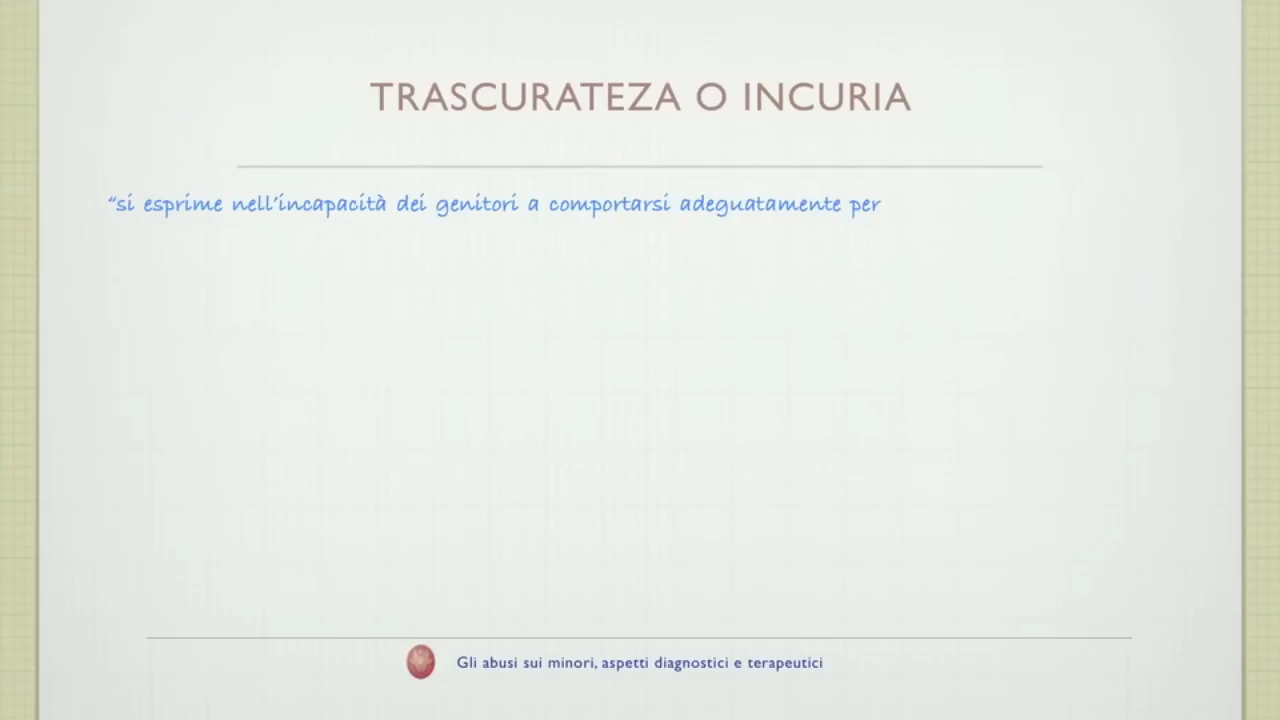 TRASCURATEZA O INCURIA
“si esprime nell’incapacità dei genitori a comportarsi adeguatamente per
Gli abusi sui minori, aspetti diagnostici e terapeutici